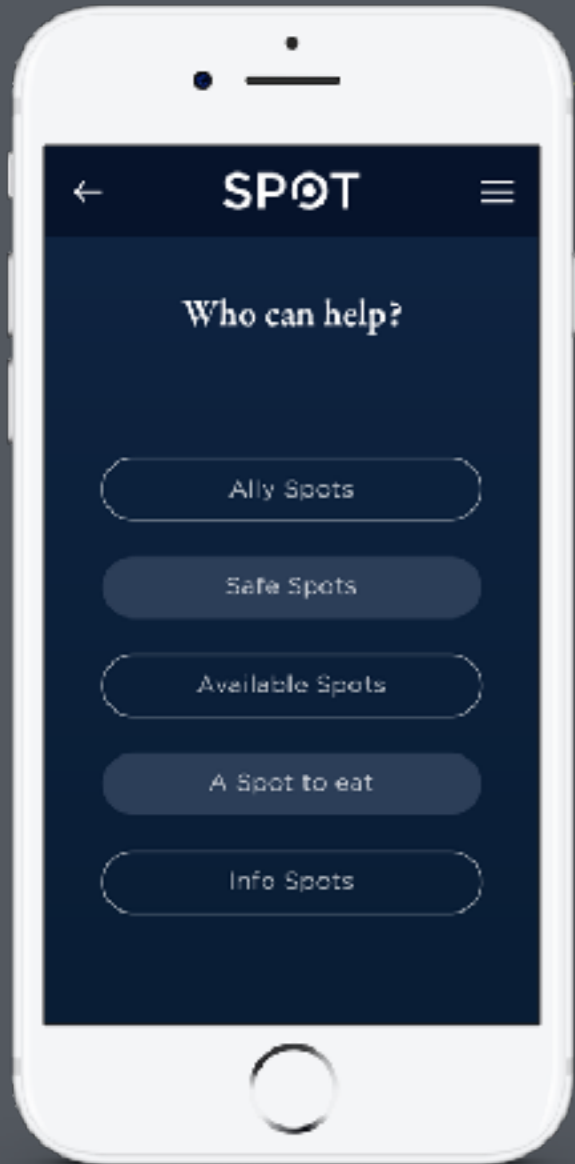 SPOT
Who can help?
Ally Spots
Safe Spots
Available Spots
A Spot to eat
Info Spots